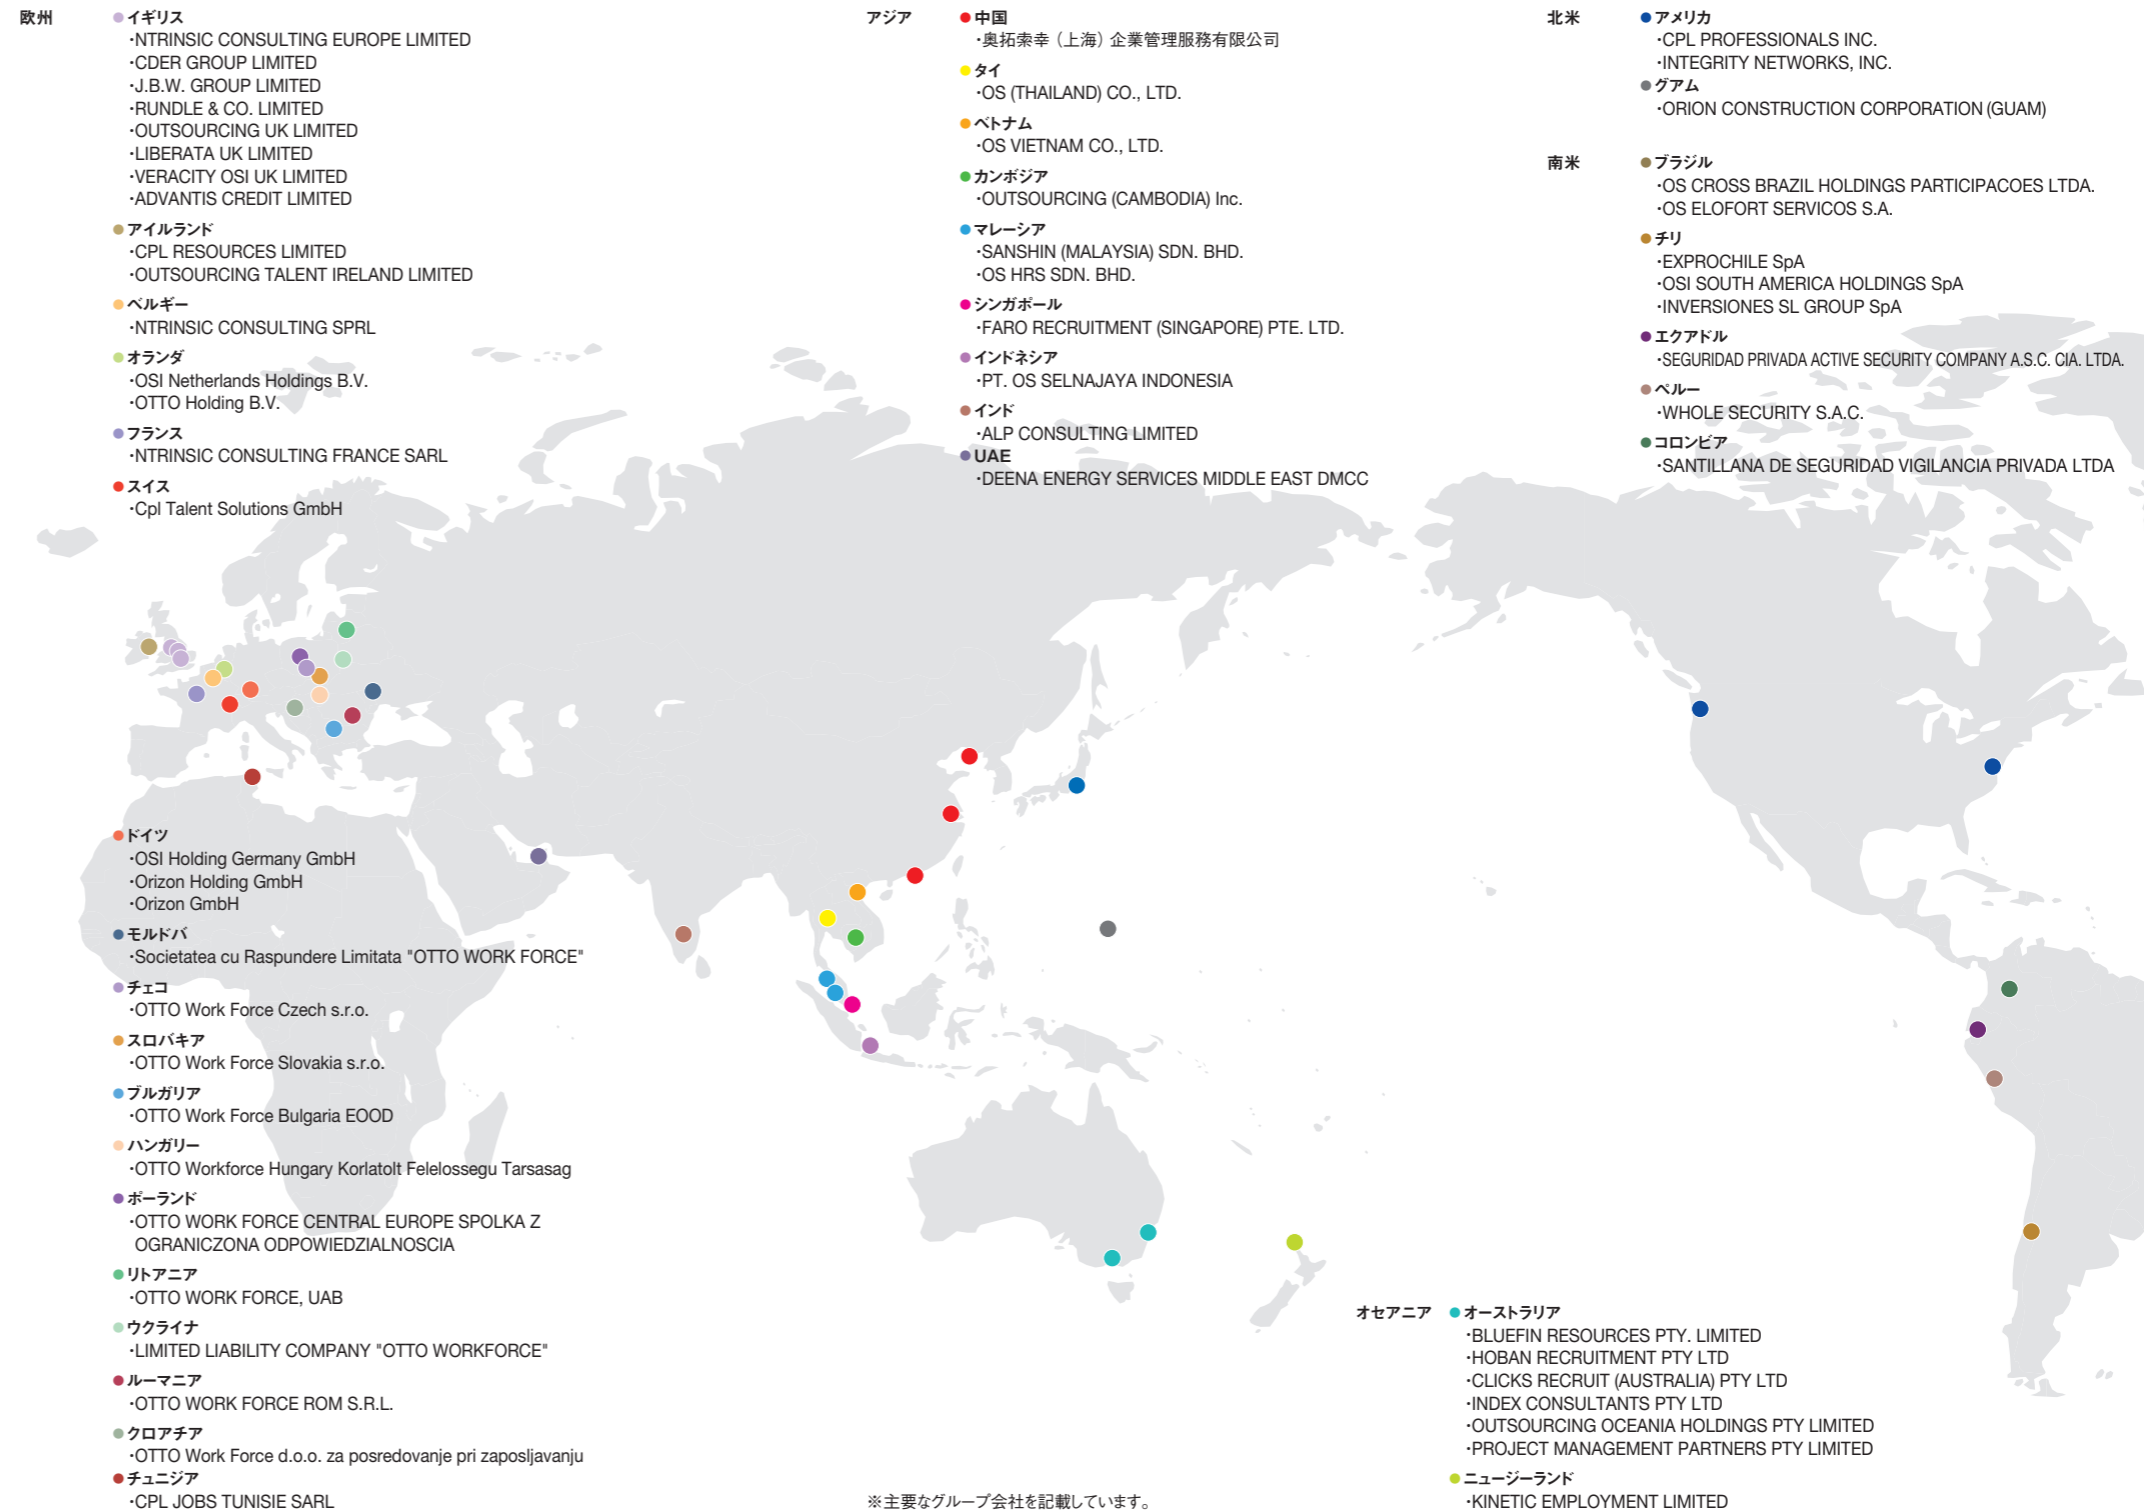 欧州
●イギリス
・NTRINSIC CONSULTING EUROPE LIMITED
・CDER GROUP LIMITED
・J.B.W. GROUP LIMITED
・RUNDLE & CO. LIMITED
・OUTSOURCING UK LIMITED
・LIBERATA UK LIMITED
・VERACITY OSI UK LIMITED
・ADVANTIS CREDIT LIMITED
●アイルランド
・CPL RESOURCES LIMITED
・OUTSOURCING TALENT IRELAND LIMITED
●ベルギー
・NTRINSIC CONSULTING SPRL
●オランダ
・OSI Netherlands Holdings B.V.
・OTTO Holding B.V.
●フランス
・NTRINSIC CONSULTING FRANCE SARL
●スイス
・Cpl Talent Solutions GmbH
●ドイツ
・OSI Holding Germany GmbH
・Orizon Holding GmbH
・Orizon GmbH
●モルドバ
・Societatea cu Raspundere Limitata "OTTO WORK FORCE"
●チェコ
・OTTO Work Force Czech s.r.o.
●スロバキア
・OTTO Work Force Slovakia s.r.o.
●ブルガリア
・OTTO Work Force Bulgaria EOOD
●ハンガリー
・OTTO Workforce Hungary Korlatolt Felelossegu Tarsasag
●ポーランド
・OTTO WORK FORCE CENTRAL EUROPE SPOLKA Z
OGRANICZONA ODPOWIEDZIALNOSCIA
●リトアニア
・OTTO WORK FORCE, UAB
●ウクライナ
・LIMITED LIABILITY COMPANY "OTTO WORKFORCE"
●ルーマニア
・OTTO WORK FORCE ROM S.R.L.
●クロアチア
・OTTO Work Force d.o.o. za posredovanje pri zaposljavanju
●チュニジア
・CPL JOBS TUNISIE SARL
アジア
●中国
・奥拓索幸（上海）企業管理服務有限公司
●タイ
・OS (THAILAND) CO., LTD.
●ベトナム
・OS VIETNAM CO., LTD.
●カンボジア
・OUTSOURCING (CAMBODIA) Inc.
●マレーシア
・SANSHIN (MALAYSIA) SDN. BHD.
・OS HRS SDN. BHD.
●シンガポール
・FARO RECRUITMENT (SINGAPORE) PTE. LTD.
●インドネシア
・PT. OS SELNAJAYA INDONESIA
●インド
・ALP CONSULTING LIMITED
●UAE
・DEENA ENERGY SERVICES MIDDLE EAST DMCC
北米
●アメリカ
・CPL PROFESSIONALS INC.
・INTEGRITY NETWORKS, INC.
●グアム
・ORION CONSTRUCTION CORPORATION (GUAM)
南米
●ブラジル
・OS CROSS BRAZIL HOLDINGS PARTICIPACOES LTDA.
・OS ELOFORT SERVICOS S.A.
●チリ
・EXPROCHILE SpA
・OSI SOUTH AMERICA HOLDINGS SpA
・INVERSIONES SL GROUP SpA
●エクアドル
・SEGURIDAD PRIVADA ACTIVE SECURITY COMPANY A.S.C. CIA. LTDA.
●ペルー
・WHOLE SECURITY S.A.C.
●コロンビア
・SANTILLANA DE SEGURIDAD VIGILANCIA PRIVADA LTDA
オセアニア
●オーストラリア
・BLUEFIN RESOURCES PTY. LIMITED
・HOBAN RECRUITMENT PTY LTD
・CLICKS RECRUIT (AUSTRALIA) PTY LTD
・INDEX CONSULTANTS PTY LTD
・OUTSOURCING OCEANIA HOLDINGS PTY LIMITED
・PROJECT MANAGEMENT PARTNERS PTY LIMITED
●ニュージーランド
・KINETIC EMPLOYMENT LIMITED
※主要なグループ会社を記載しています。